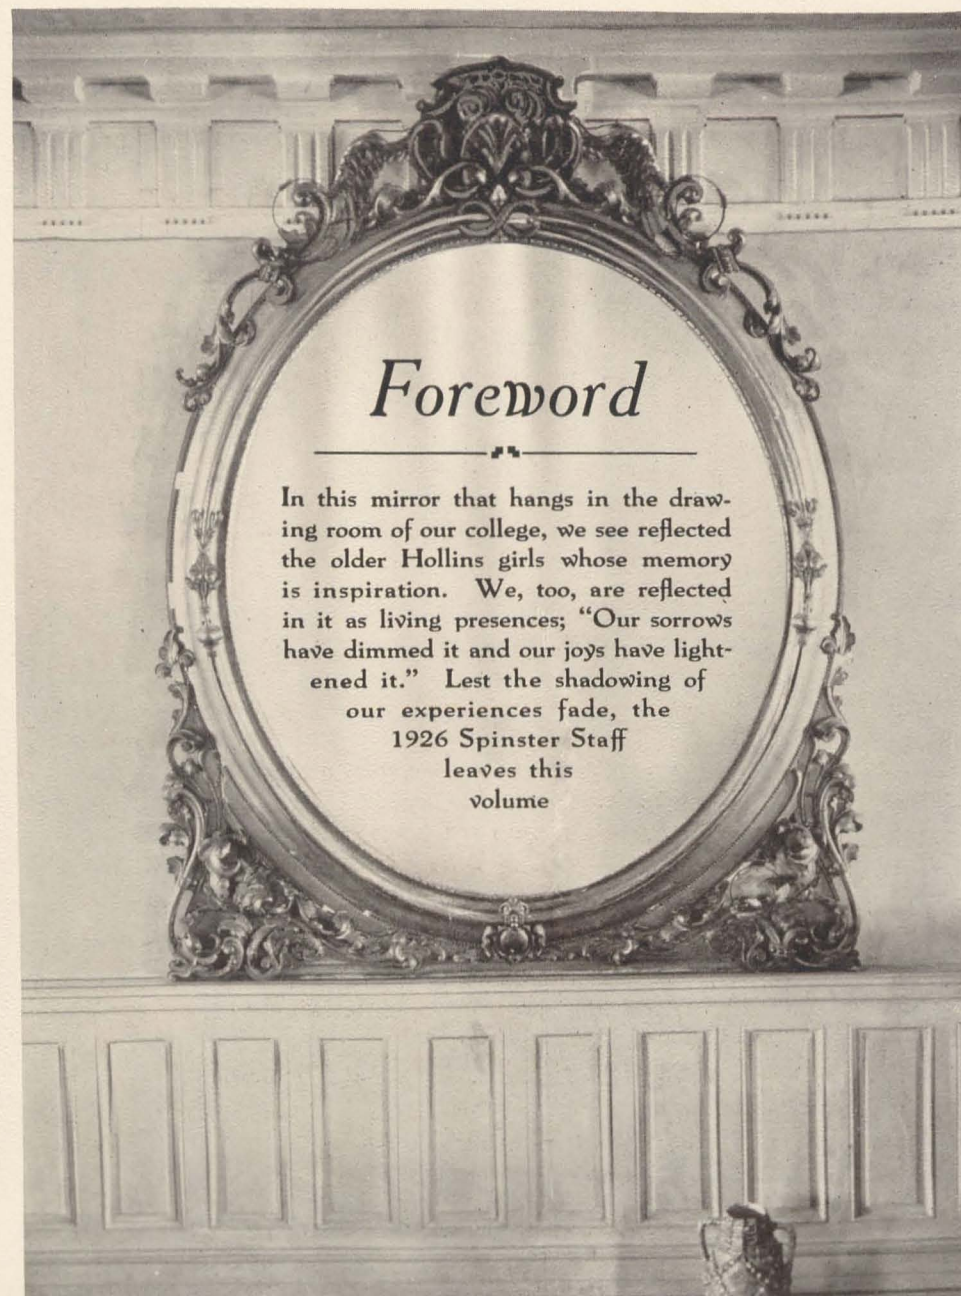 Foreword
In this mirror that hangs in the draw-
ing room of our college, we see reflected
the older Hollins girls whose memory
is inspiration. We, too, are reflected
in it as living presences; “Our sorrows
have dimmed it and our joys have light-
ened it.” Lest the shadowing of
our experiences fade, the
1926 Spinster Staff
leaves this
volume